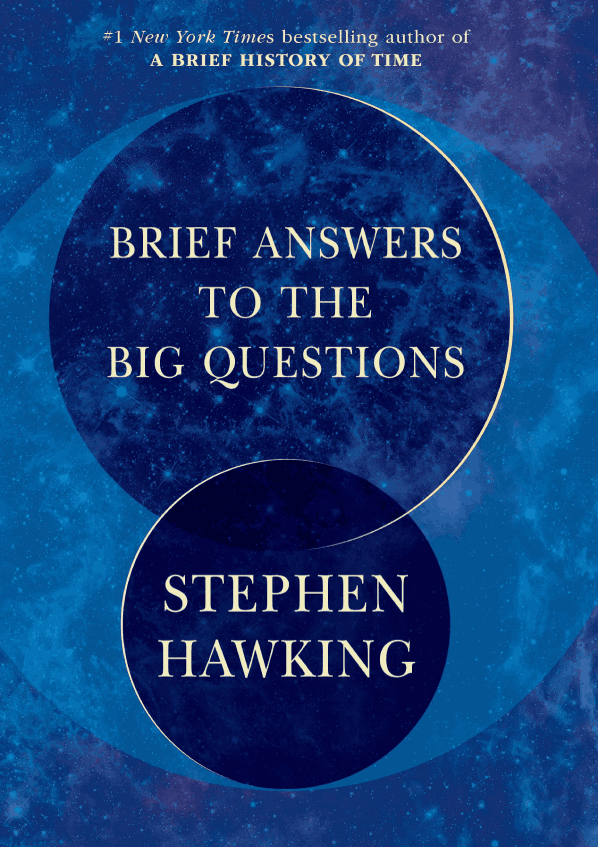 #1 New York Times bestselling author of
A BRIEF HISTORY OF TIME
BRIEF ANSWERS
TO THE
BIG QUESTIONS
STEPHEN
HAWKING